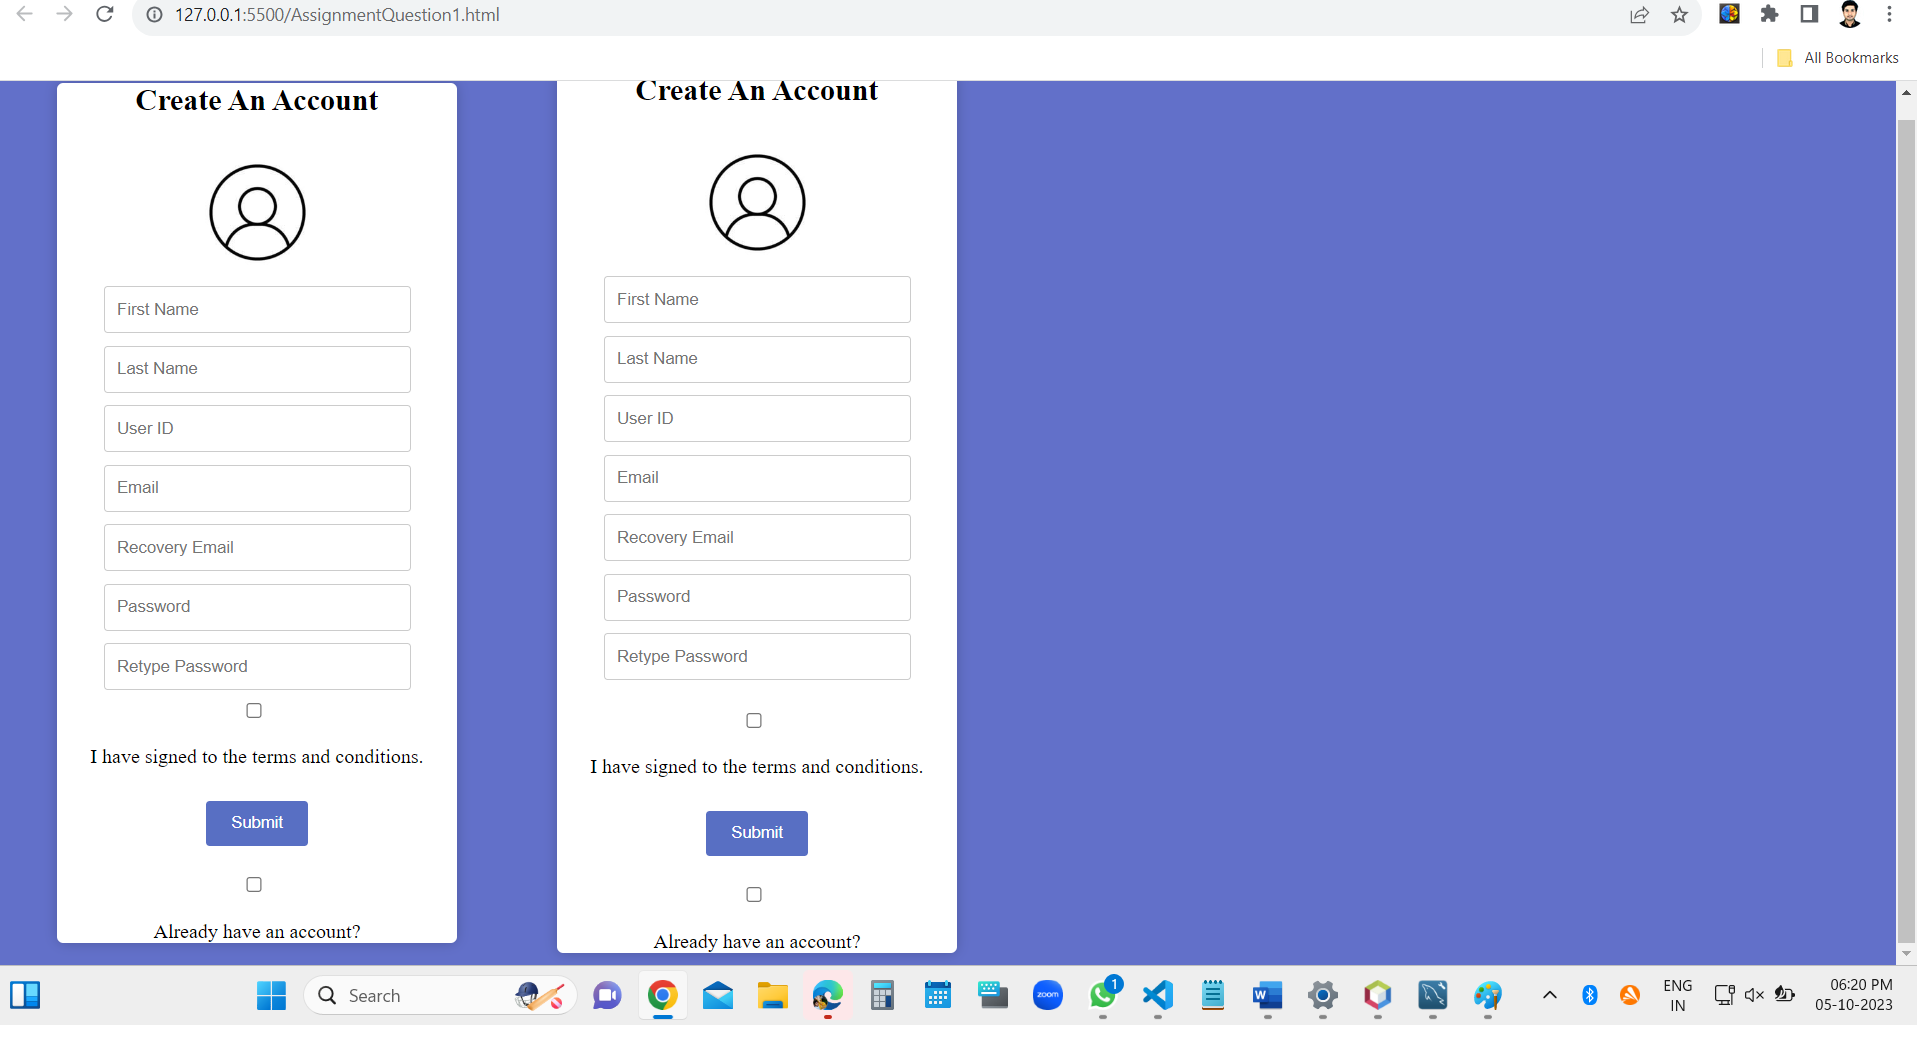 127.0.0.1:5500/AssignmentQuestion1.html
All Bookmarks
Create An Account
First Name
Last Name
User ID
Email
Recovery Email
Password
Retype Password
I have signed to the terms and conditions.
Submit
Already have an account?
Create An Account
First Name
Last Name
User ID
Email
Recovery Email
Password
Retype Password
I have signed to the terms and conditions.
Submit
Already have an account?
Search
zoom
1
W
ENG
IN
06:20 PM
05-10-2023